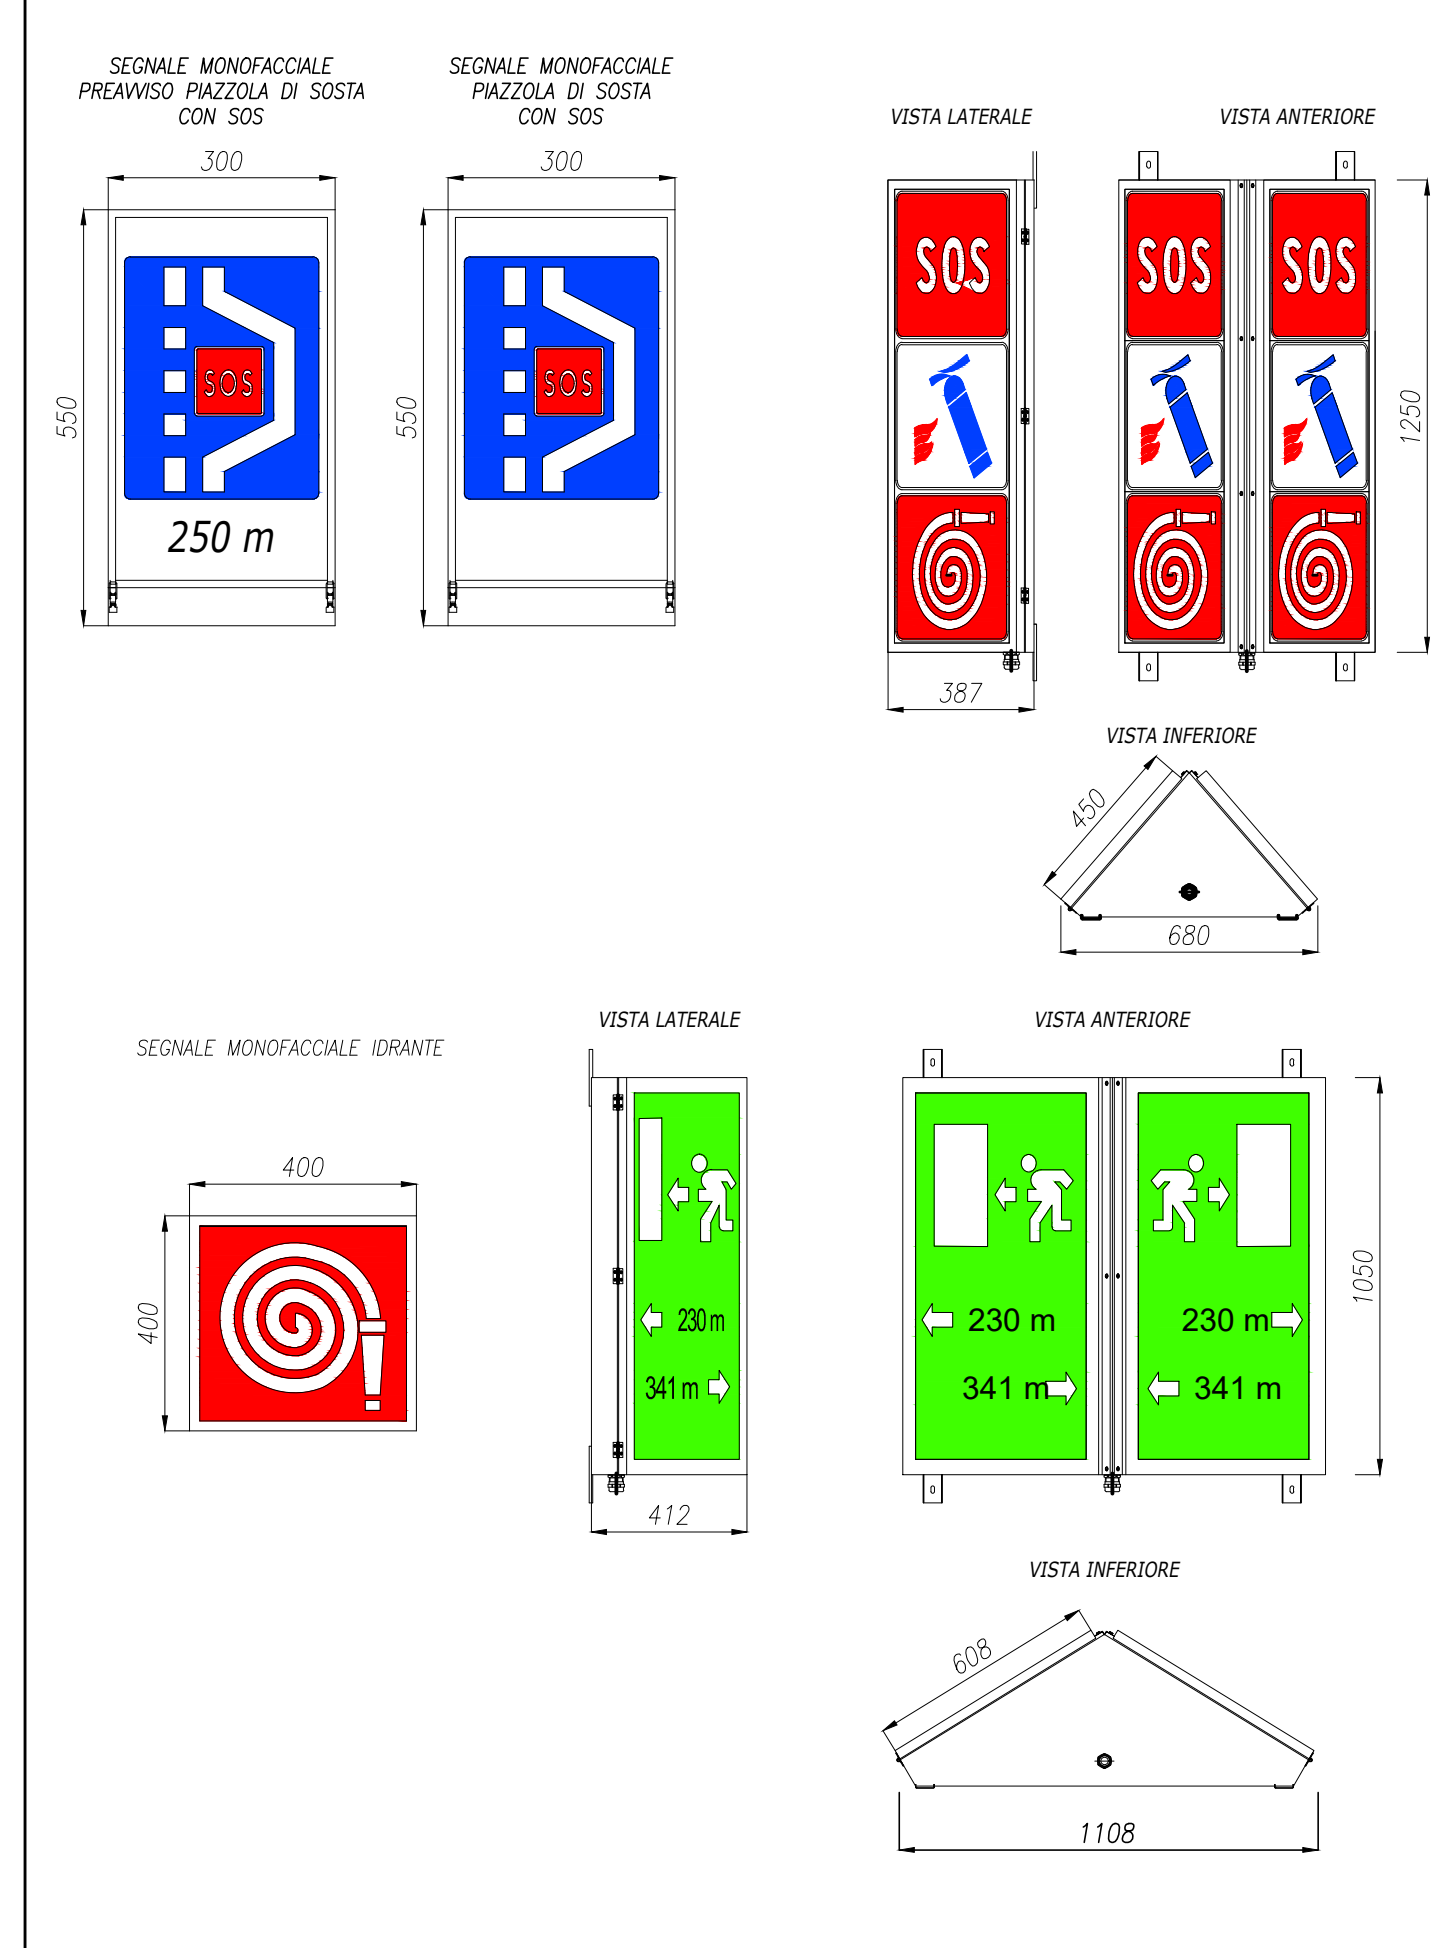 SEGNALE MONOFACCIALE
PREAVVISO PIAZZOLA DI SOSTA
CON SOS
300
550
SOS
250 m
SEGNALE MONOFACCIALE
PIAZZOLA DI SOSTA
CON SOS
300
550
SOS
VISTA LATERALE
SOS
387
VISTA ANTERIORE
SOS
SOS
1250
VISTA INFERIORE
450
680
SEGNALE MONOFACCIALE IDRANTE
400
400
VISTA LATERALE
230 m
341 m
412
VISTA ANTERIORE
230 m
341 m
230 m
341 m
1050
VISTA INFERIORE
608
1108